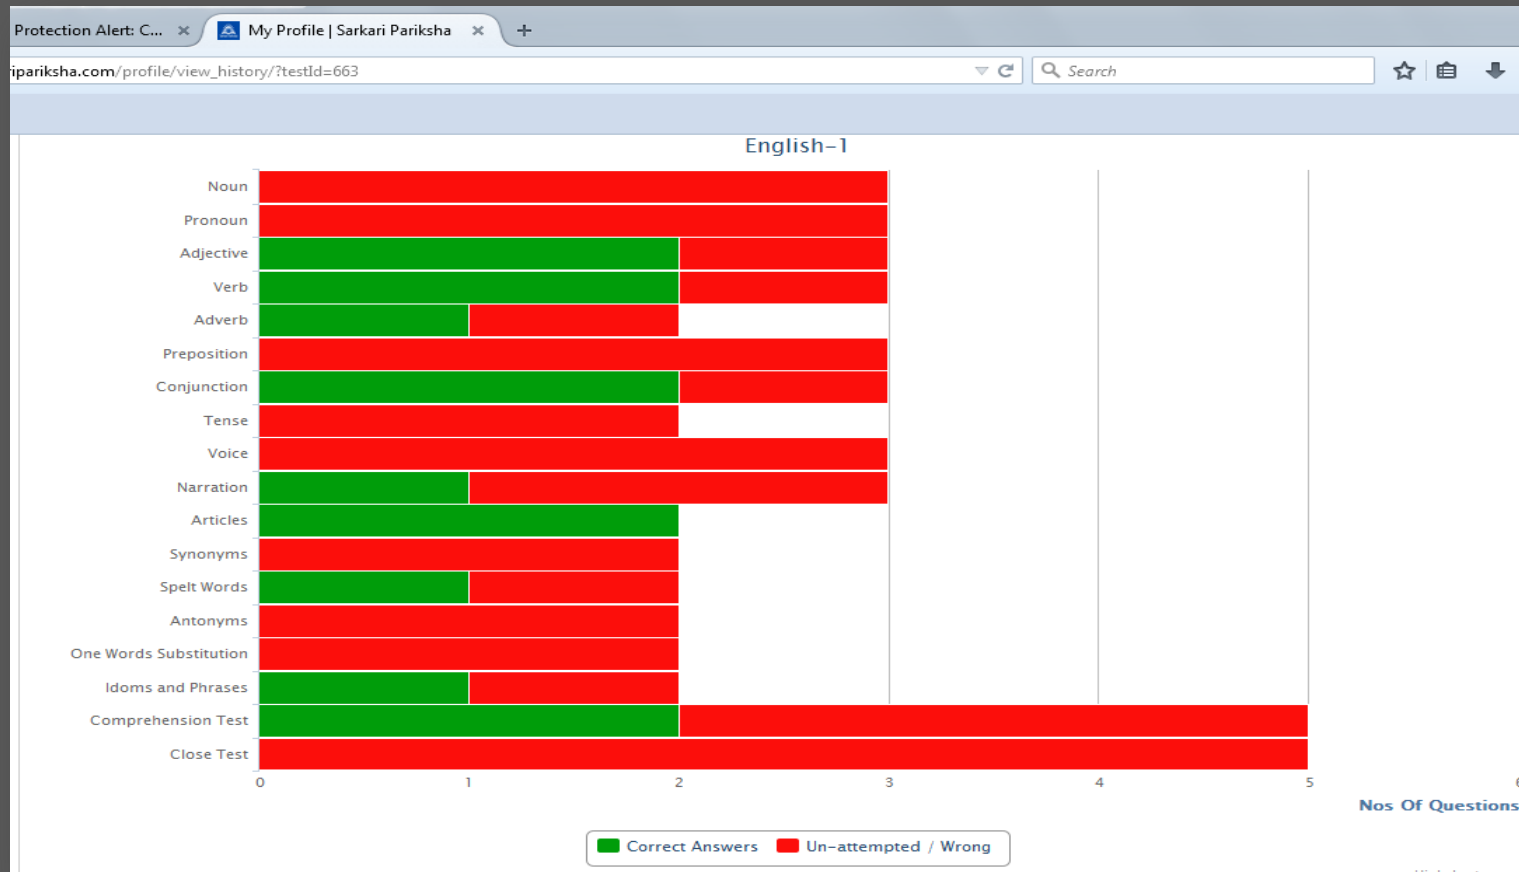 Protection Alert: C...
My Profile | Sarkari Pariksha
ripariksha.com/profile/view_history/?testId=663
Search
English-1
Noun
Pronoun
Adjective
Verb
Adverb
Preposition
Conjunction
Tense
Voice
Narration
Articles
Synonyms
Spelt Words
Antonyms
One Words Substitution
Idoms and Phrases
Comprehension Test
Close Test
0 1 2 3 4 5 6
Nos Of Questions
Correct Answers Un-attempted / Wrong